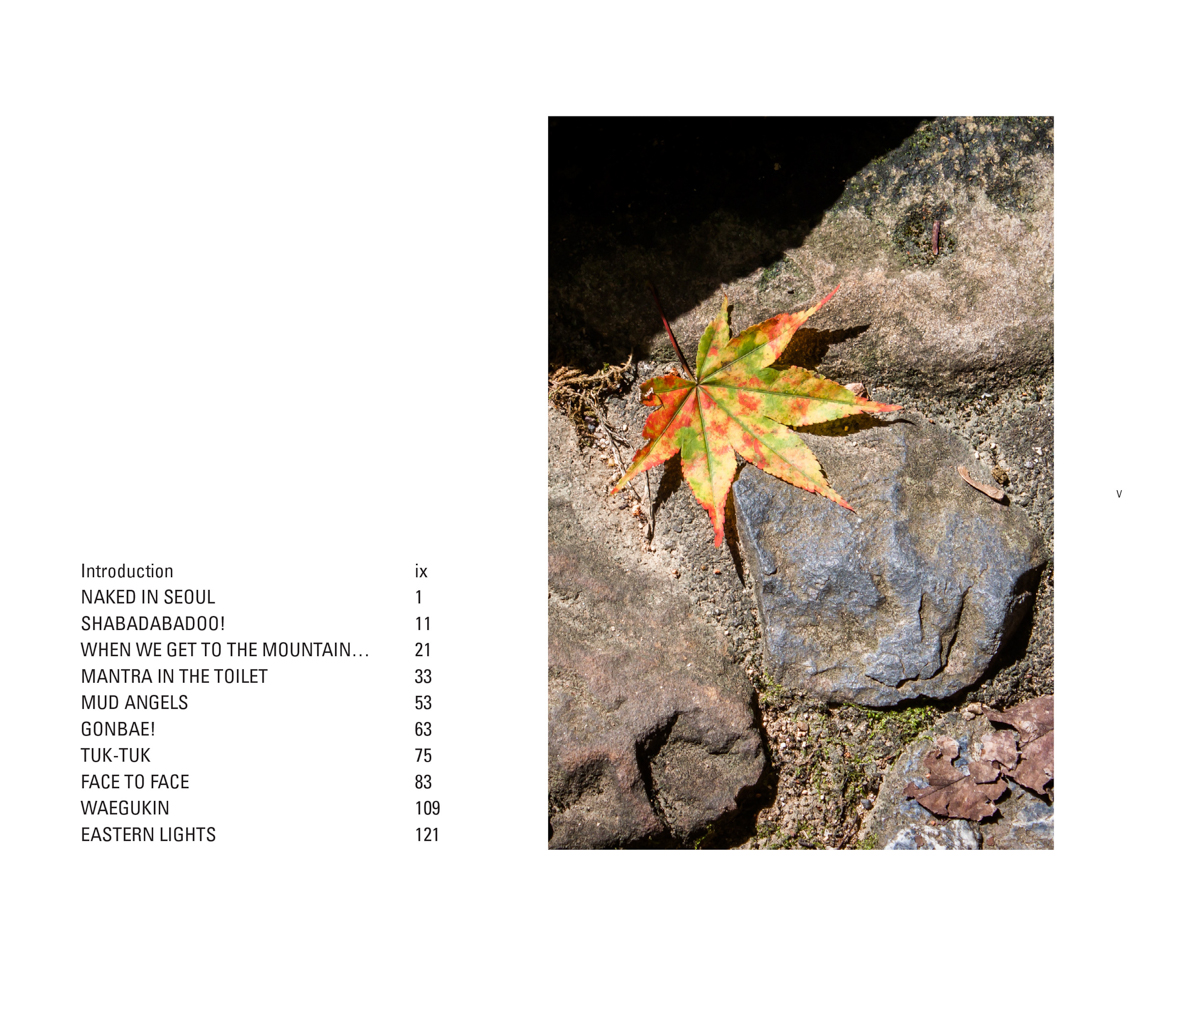 Introduction ix
NAKED IN SEOUL 1
SHABADABADOO! 11
WHEN WE GET TO THE MOUNTAIN… 21
MANTRA IN THE TOILET 33
MUD ANGELS 53
GONBAE! 63
TUK-TUK 75
FACE TO FACE 83
WAEGUKIN 109
EASTERN LIGHTS 121
v